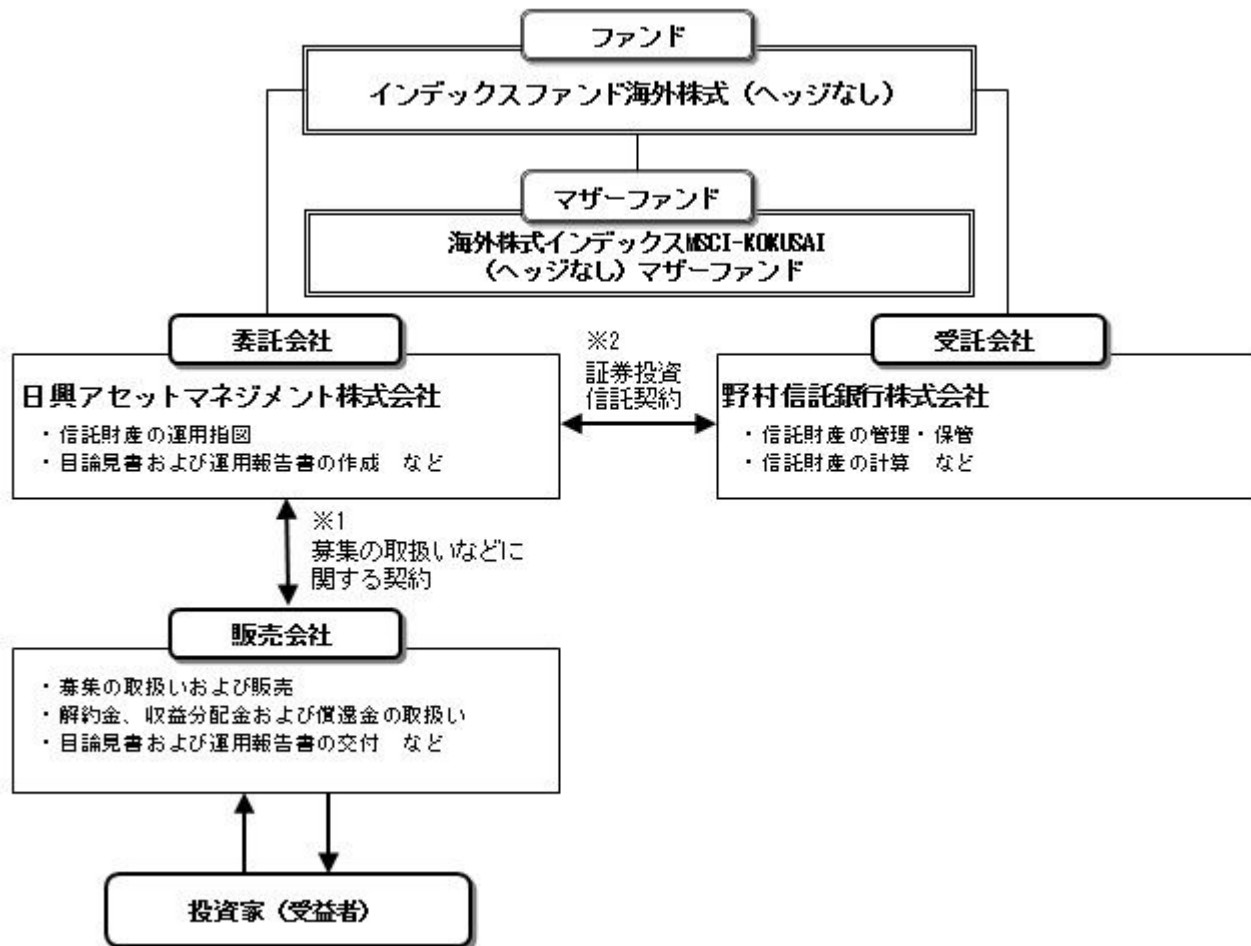 ファンド
インデックスファンド海外株式（ヘッジなし）
マザーファンド
海外株式インデックスMSCI-KOKUSAI
（ヘッジなし）マザーファンド
委託会社
日興アセットマネジメント株式会社
・信託財産の運用指図
・目論見書および運用報告書の作成　など
※2
証券投資
信託契約
受託会社
野村信託銀行株式会社
・信託財産の管理・保管
・信託財産の計算　など
※1
募集の取扱いなどに
関する契約
販売会社
・募集の取扱いおよび販売
・解約金、収益分配金および償還金の取扱い
・目論見書および運用報告書の交付　など
投資家（受益者）